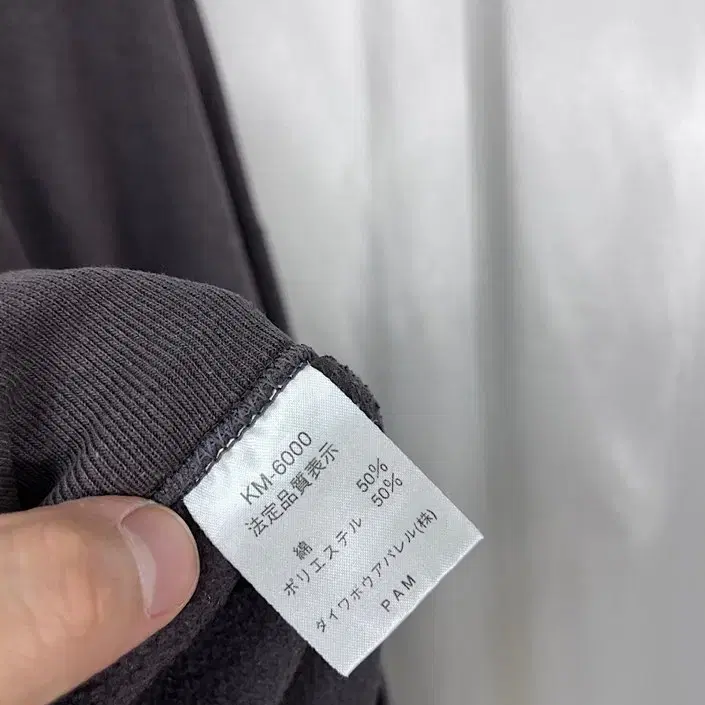 KM-6000
法定品質表示
綿 50%
ポリエステル 50%
ダイワボウアパレル(株)
PAM